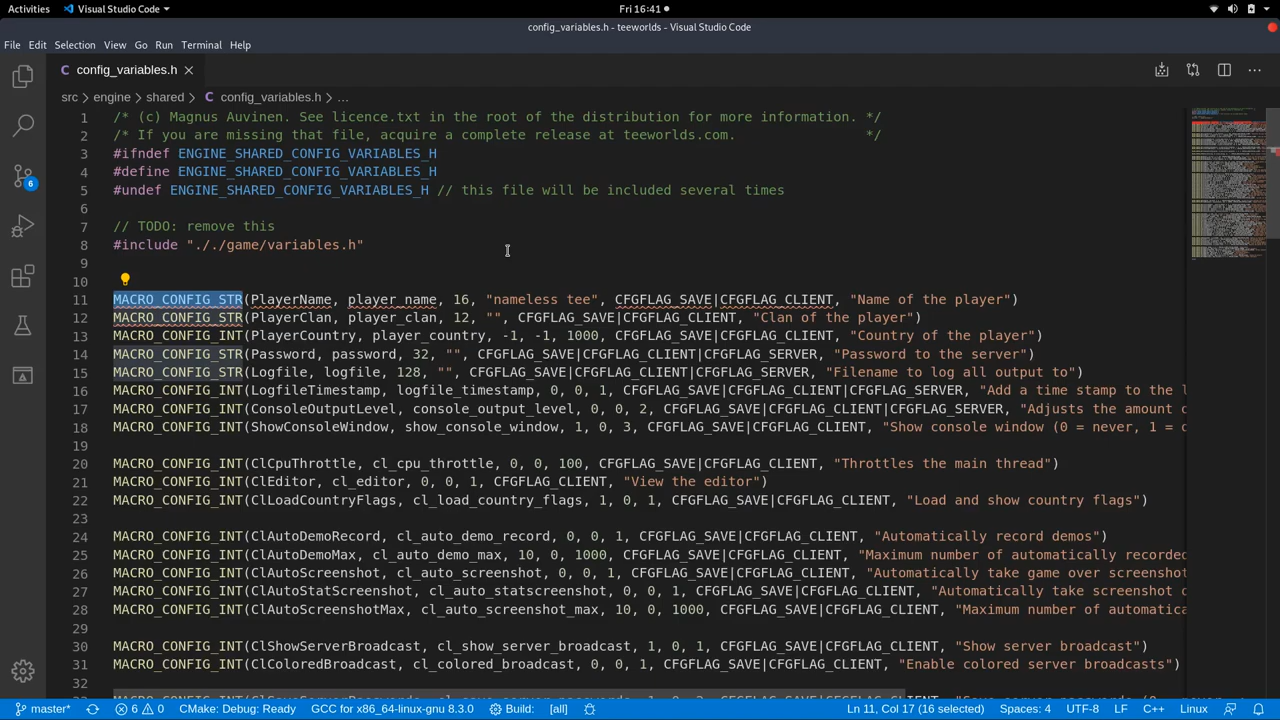 Activities Visual Studio Code Fri 16:41
config_variables.h - teeworlds - Visual Studio Code
File Edit Selection View Go Run Terminal Help
C config_variables.h
src engine shared C config_variables.h …
1 /* (c) Magnus Auvinen. See licence.txt in the root of the distribution for more information. */
2 /* If you are missing that file, acquire a complete release at teeworlds.com. */
3 #ifndef ENGINE_SHARED_CONFIG_VARIABLES_H
4 #define ENGINE_SHARED_CONFIG_VARIABLES_H
5 #undef ENGINE_SHARED_CONFIG_VARIABLES_H // this file will be included several times
6
7 // TODO: remove this
8 #include "././game/variables.h"
9
10
11 MACRO_CONFIG_STR(PlayerName, player_name, 16, "nameless tee", CFGFLAG_SAVE|CFGFLAG_CLIENT, "Name of the player")
12 MACRO_CONFIG_STR(PlayerClan, player_clan, 12, "", CFGFLAG_SAVE|CFGFLAG_CLIENT, "Clan of the player")
13 MACRO_CONFIG_INT(PlayerCountry, player_country, -1, -1, 1000, CFGFLAG_SAVE|CFGFLAG_CLIENT, "Country of the player")
14 MACRO_CONFIG_STR(Password, password, 32, "", CFGFLAG_SAVE|CFGFLAG_CLIENT|CFGFLAG_SERVER, "Password to the server")
15 MACRO_CONFIG_STR(Logfile, logfile, 128, "", CFGFLAG_SAVE|CFGFLAG_CLIENT|CFGFLAG_SERVER, "Filename to log all output to")
16 MACRO_CONFIG_INT(LogfileTimestamp, logfile_timestamp, 0, 0, 1, CFGFLAG_SAVE|CFGFLAG_CLIENT|CFGFLAG_SERVER, "Add a time stamp to the l
17 MACRO_CONFIG_INT(ConsoleOutputLevel, console_output_level, 0, 0, 2, CFGFLAG_SAVE|CFGFLAG_CLIENT|CFGFLAG_SERVER, "Adjusts the amount o
18 MACRO_CONFIG_INT(ShowConsoleWindow, show_console_window, 1, 0, 3, CFGFLAG_SAVE|CFGFLAG_CLIENT, "Show console window (0 = never, 1 = d
19
20 MACRO_CONFIG_INT(ClCpuThrottle, cl_cpu_throttle, 0, 0, 100, CFGFLAG_SAVE|CFGFLAG_CLIENT, "Throttles the main thread")
21 MACRO_CONFIG_INT(ClEditor, cl_editor, 0, 0, 1, CFGFLAG_CLIENT, "View the editor")
22 MACRO_CONFIG_INT(ClLoadCountryFlags, cl_load_country_flags, 1, 0, 1, CFGFLAG_SAVE|CFGFLAG_CLIENT, "Load and show country flags")
23
24 MACRO_CONFIG_INT(ClAutoDemoRecord, cl_auto_demo_record, 0, 0, 1, CFGFLAG_SAVE|CFGFLAG_CLIENT, "Automatically record demos")
25 MACRO_CONFIG_INT(ClAutoDemoMax, cl_auto_demo_max, 10, 0, 1000, CFGFLAG_SAVE|CFGFLAG_CLIENT, "Maximum number of automatically recorded
26 MACRO_CONFIG_INT(ClAutoScreenshot, cl_auto_screenshot, 0, 0, 1, CFGFLAG_SAVE|CFGFLAG_CLIENT, "Automatically take game over screenshot
27 MACRO_CONFIG_INT(ClAutoStatScreenshot, cl_auto_statscreenshot, 0, 0, 1, CFGFLAG_SAVE|CFGFLAG_CLIENT, "Automatically take screenshot o
28 MACRO_CONFIG_INT(ClAutoScreenshotMax, cl_auto_screenshot_max, 10, 0, 1000, CFGFLAG_SAVE|CFGFLAG_CLIENT, "Maximum number of automatica
29
30 MACRO_CONFIG_INT(ClShowServerBroadcast, cl_show_server_broadcast, 1, 0, 1, CFGFLAG_SAVE|CFGFLAG_CLIENT, "Show server broadcast")
31 MACRO_CONFIG_INT(ClColoredBroadcast, cl_colored_broadcast, 0, 0, 1, CFGFLAG_SAVE|CFGFLAG_CLIENT, "Enable colored server broadcasts")
32
6
master* 6 0 CMake: Debug: Ready GCC for x86_64-linux-gnu 8.3.0 Build: [all] Ln 11, Col 17 (16 selected) Spaces: 4 UTF-8 LF C++ Linux